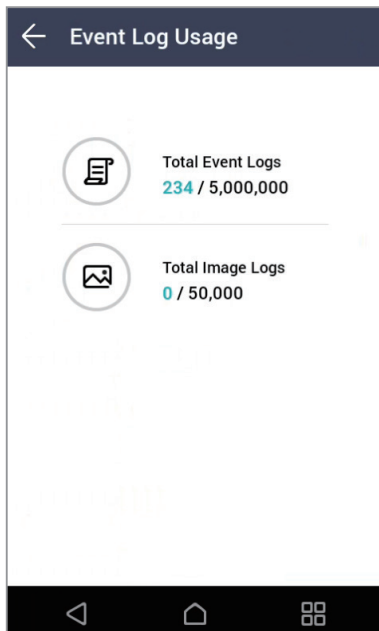 Event Log Usage
Total Event Logs
234 / 5,000,000
Total Image Logs
0 / 50,000